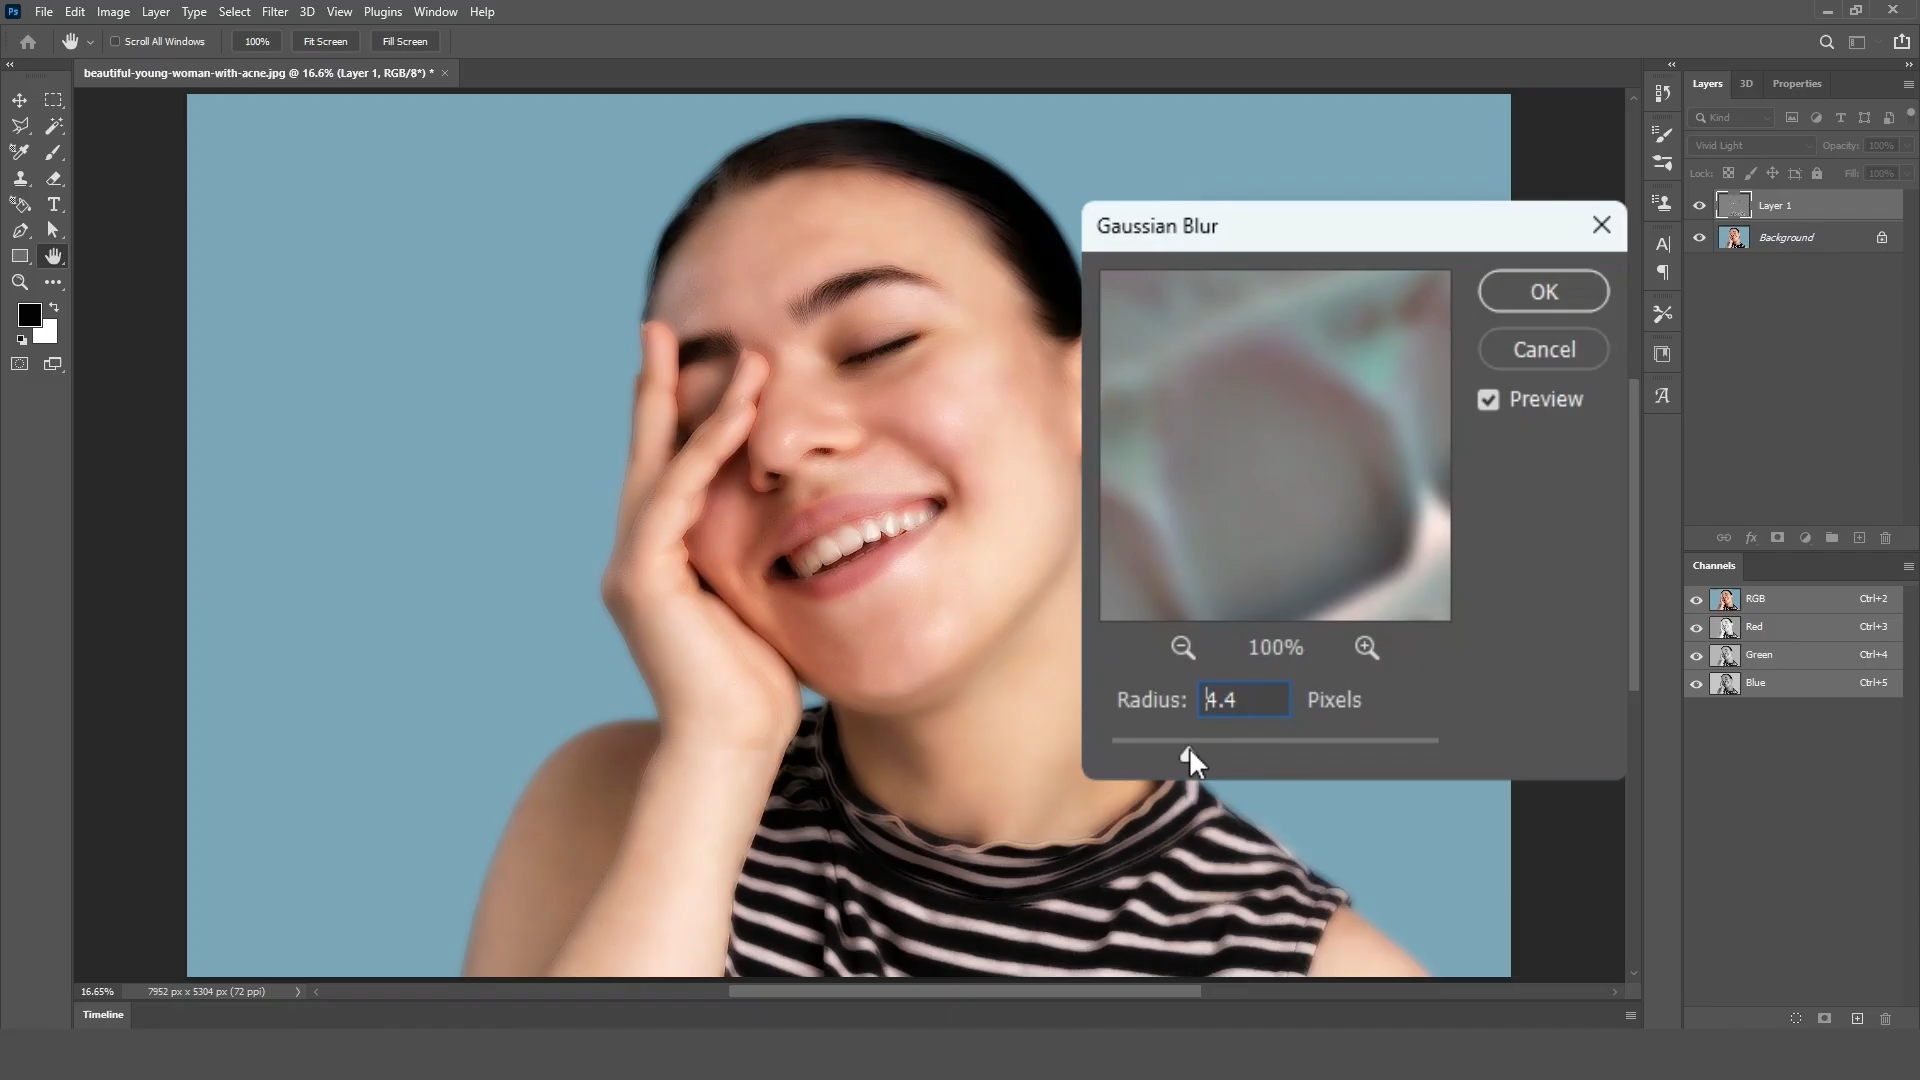 Ps File Edit Image Layer Type Select Filter 3D View Plugins Window Help
Scroll All Windows 100% Fit Screen Fill Screen
beautiful-young-woman-with-acne.jpg @ 16.6% (Layer 1, RGB/8*) *
Layers 3D Properties
Kind
Vivid Light Opacity: 100%
Lock: Fill: 100%
Layer 1
Background
Gaussian Blur
OK
Cancel
Preview
100%
Radius: 4.4 Pixels
Channels
RGB Ctrl+2
Red Ctrl+3
Green Ctrl+4
Blue Ctrl+5
16.65% 7952 px x 5304 px (72 ppi)
Timeline